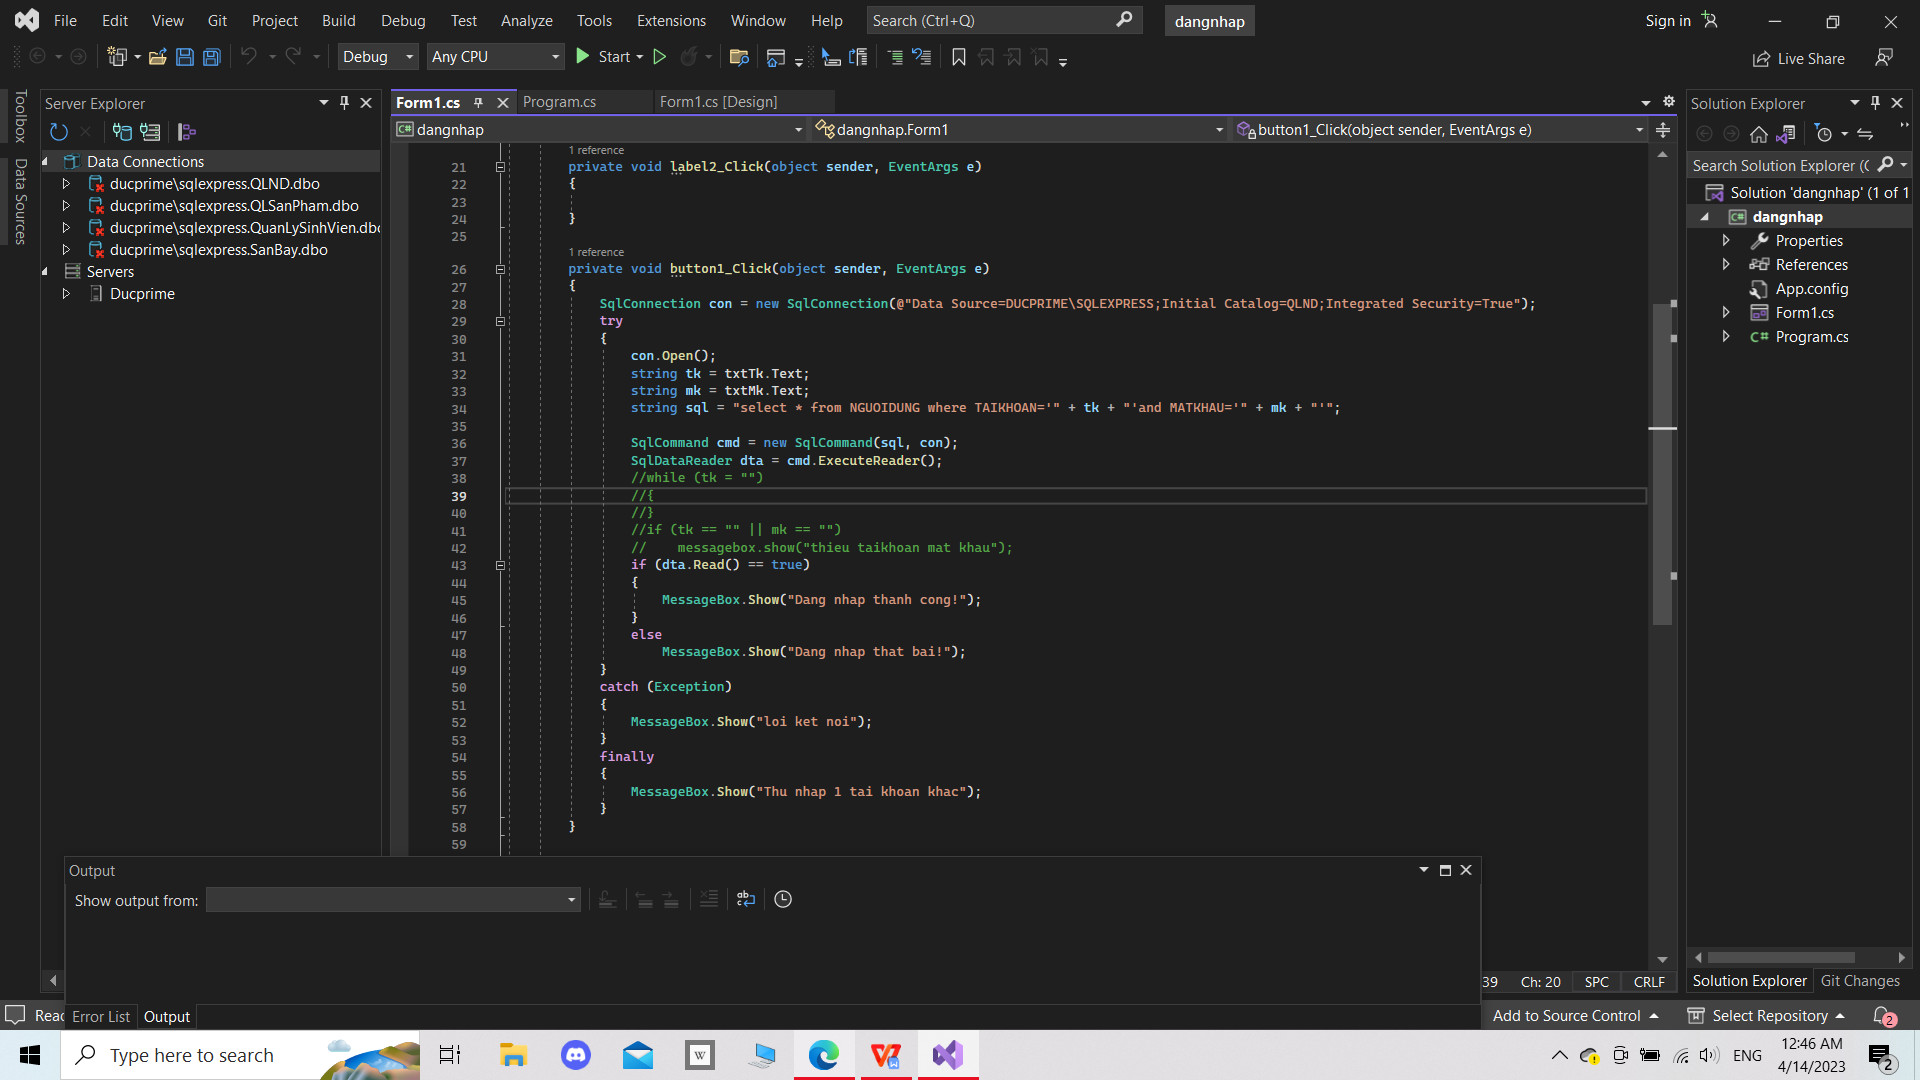 File Edit View Git Project Build Debug Test Analyze Tools Extensions Window Help Search (Ctrl+Q) dangnhap Sign in
Debug Any CPU Start Live Share
Toolbox
Data Sources
Server Explorer
Data Connections
ducprime\sqlexpress.QLND.dbo
ducprime\sqlexpress.QLSanPham.dbo
ducprime\sqlexpress.QuanLySinhVien.dbo
ducprime\sqlexpress.SanBay.dbo
Servers
Ducprime
Form1.cs Program.cs Form1.cs [Design]
C# dangnhap dangnhap.Form1 button1_Click(object sender, EventArgs e)
1 reference
21 private void label2_Click(object sender, EventArgs e)
22 {
23
24 }
25
1 reference
26 private void button1_Click(object sender, EventArgs e)
27 {
28 SqlConnection con = new SqlConnection(@"Data Source=DUCPRIME\SQLEXPRESS;Initial Catalog=QLND;Integrated Security=True");
29 try
30 {
31 con.Open();
32 string tk = txtTk.Text;
33 string mk = txtMk.Text;
34 string sql = "select * from NGUOIDUNG where TAIKHOAN='" + tk + "'and MATKHAU='" + mk + "'";
35
36 SqlCommand cmd = new SqlCommand(sql, con);
37 SqlDataReader dta = cmd.ExecuteReader();
38 //while (tk = "")
39 //{
40 //}
41 //if (tk == "" || mk == "")
42 // messagebox.show("thieu taikhoan mat khau");
43 if (dta.Read() == true)
44 {
45 MessageBox.Show("Dang nhap thanh cong!");
46 }
47 else
48 MessageBox.Show("Dang nhap that bai!");
49 }
50 catch (Exception)
51 {
52 MessageBox.Show("loi ket noi");
53 }
54 finally
55 {
56 MessageBox.Show("Thu nhap 1 tai khoan khac");
57 }
58 }
59
Solution Explorer
Search Solution Explorer (
Solution 'dangnhap' (1 of 1
C# dangnhap
Properties
References
App.config
Form1.cs
C# Program.cs
Output
Show output from:
39 Ch: 20 SPC CRLF
Solution Explorer Git Changes
Error List Output
Add to Source Control Select Repository 2
Type here to search
W
ENG
12:46 AM
4/14/2023
2